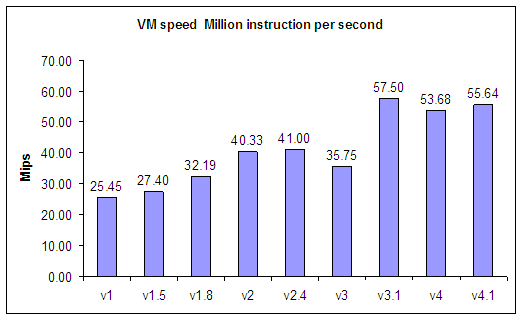 VM speed  Million instruction per second
70.00
60.00
50.00
40.00
30.00
20.00
10.00
0.00
Mips
25.45
27.40
32.19
40.33
41.00
35.75
57.50
53.68
55.64
v1
v1.5
v1.8
v2
v2.4
v3
v3.1
v4
v4.1